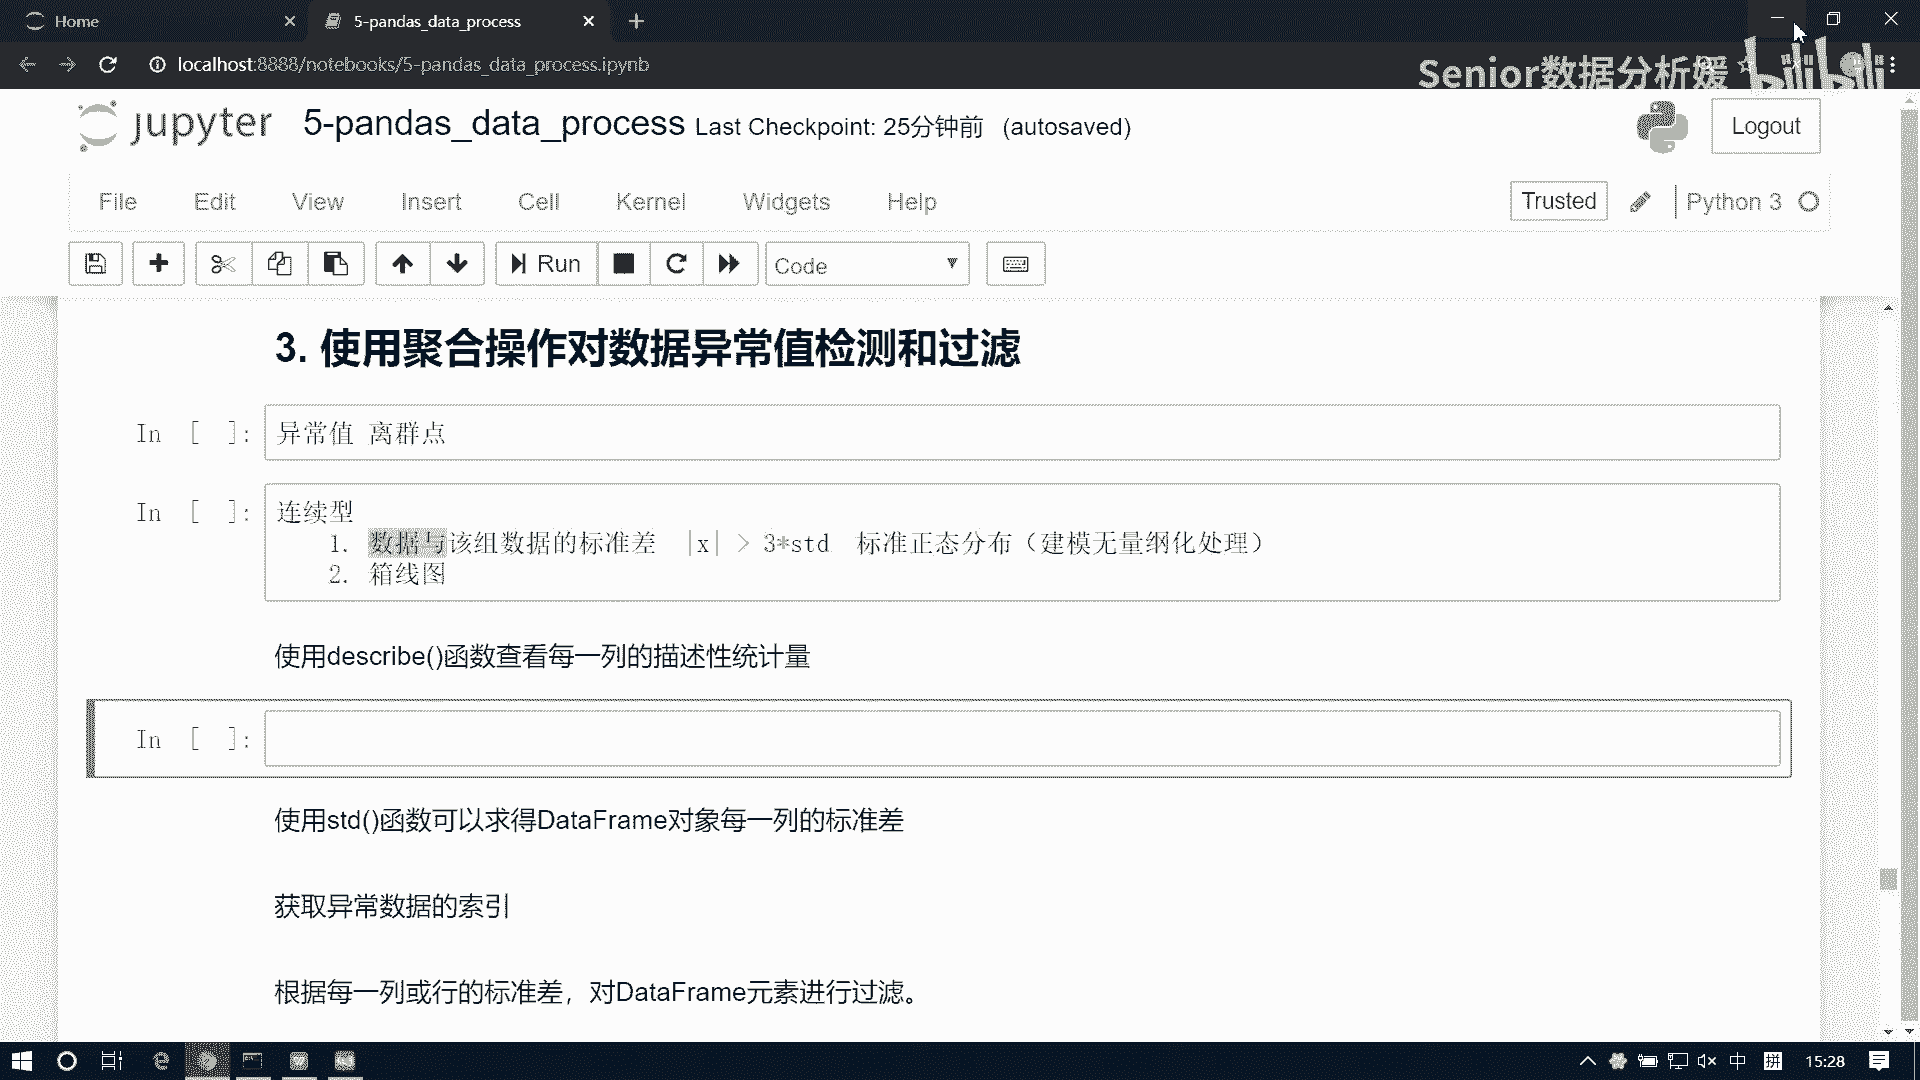 Home
5-pandas_data_process
localhost:8888/notebooks/5-pandas_data_process.ipynb
Senior数据分析媛 bilibili
jupyter 5-pandas_data_process Last Checkpoint: 25分钟前 (autosaved)
Logout
File Edit View Insert Cell Kernel Widgets Help
Trusted Python 3
Run Code
3. 使用聚合操作对数据异常值检测和过滤
In [ ]: 异常值 离群点
In [ ]: 连续型
1. 数据与该组数据的标准差 |x| > 3*std 标准正态分布（建模无量纲化处理）
2. 箱线图
使用describe()函数查看每一列的描述性统计量
In [ ]:
使用std()函数可以求得DataFrame对象每一列的标准差
获取异常数据的索引
根据每一列或行的标准差，对DataFrame元素进行过滤。
中 拼 15:28